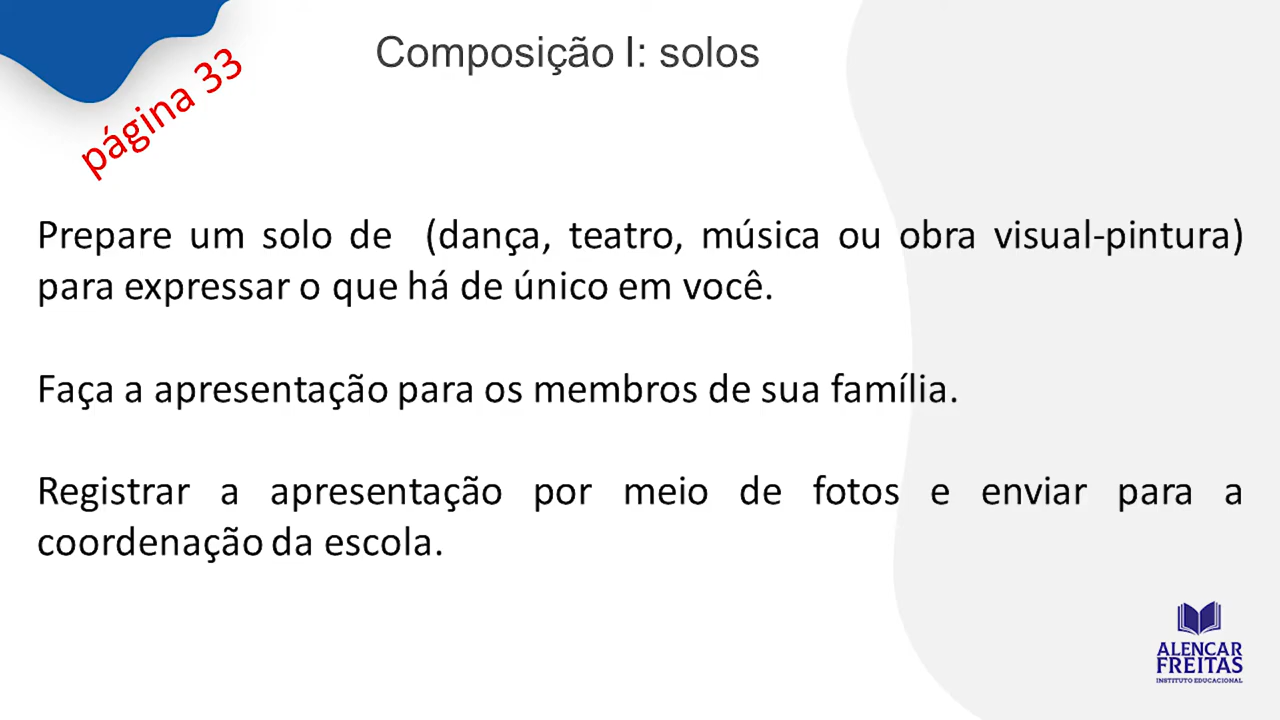 Composição I: solos
página 33
Prepare um solo de (dança, teatro, música ou obra visual-pintura)
para expressar o que há de único em você.
Faça a apresentação para os membros de sua família.
Registrar a apresentação por meio de fotos e enviar para a
coordenação da escola.
ALENCAR
FREITAS
INSTITUTO EDUCACIONAL